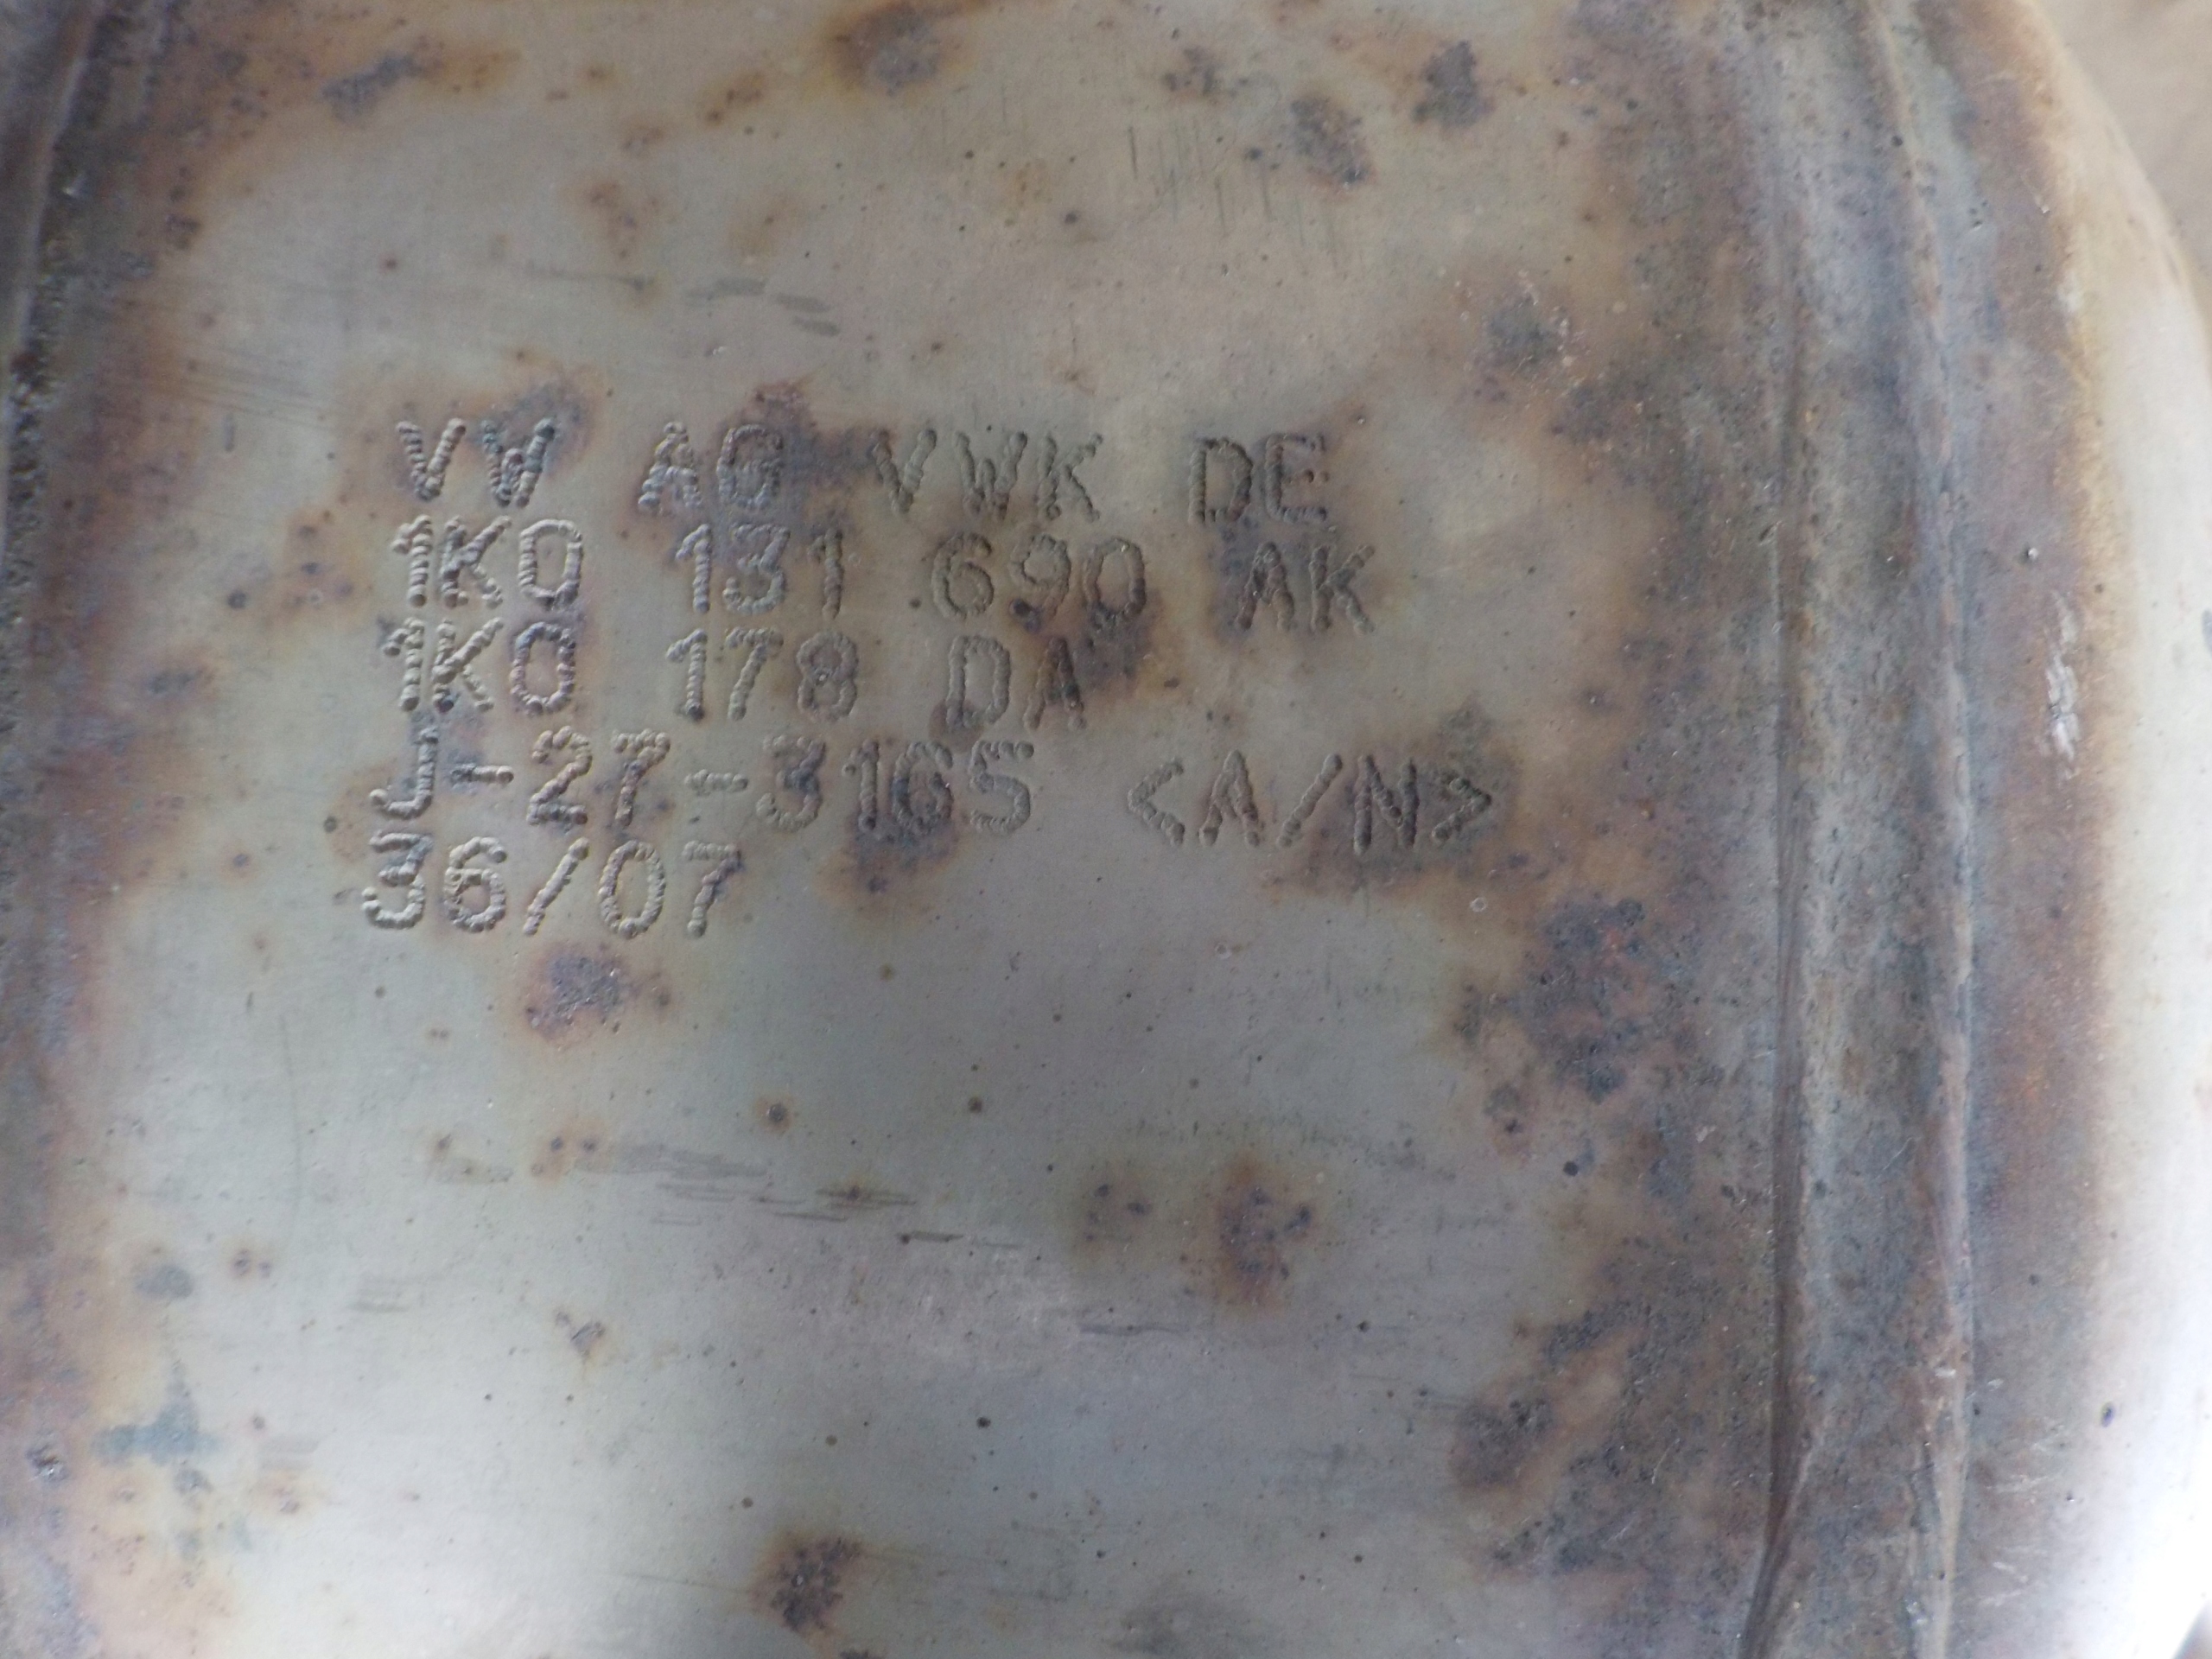 VW AG VWK DE
1K0 131 690 AK
1K0 178 DA
J-27-3165 <A/N>
36/07